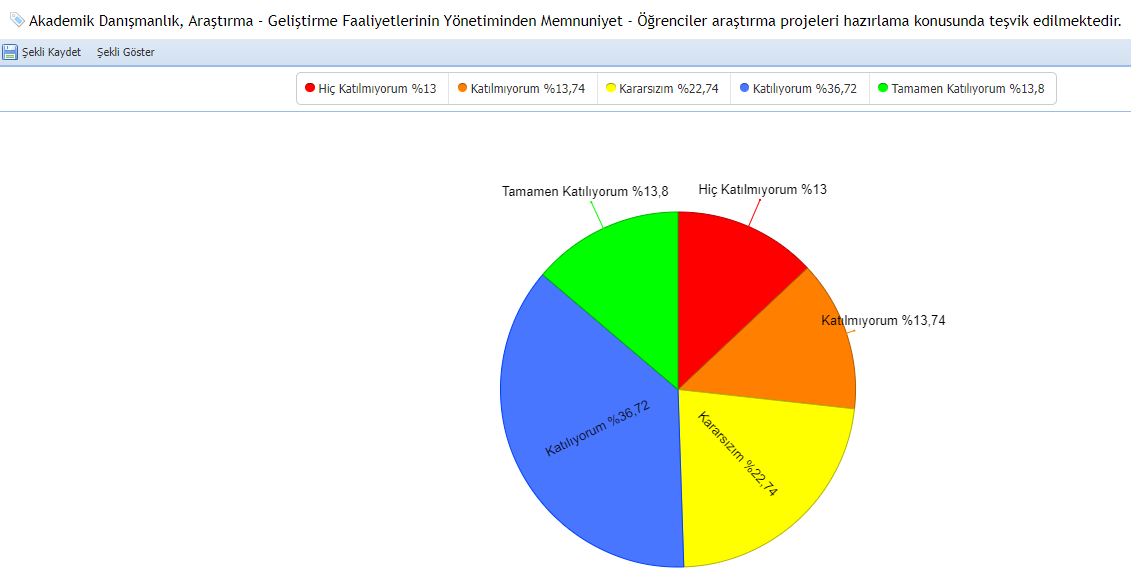 Akademik Danışmanlık, Araştırma - Geliştirme Faaliyetlerinin Yönetiminden Memnuniyet - Öğrenciler araştırma projeleri hazırlama konusunda teşvik edilmektedir.
Şekli Kaydet Şekli Göster
Hiç Katılmıyorum %13 Katılmıyorum %13,74 Kararsızım %22,74 Katılıyorum %36,72 Tamamen Katılıyorum %13,8
Tamamen Katılıyorum %13,8 Hiç Katılmıyorum %13
Katılmıyorum %13,74
Katılıyorum %36,72
Kararsızım %22,74